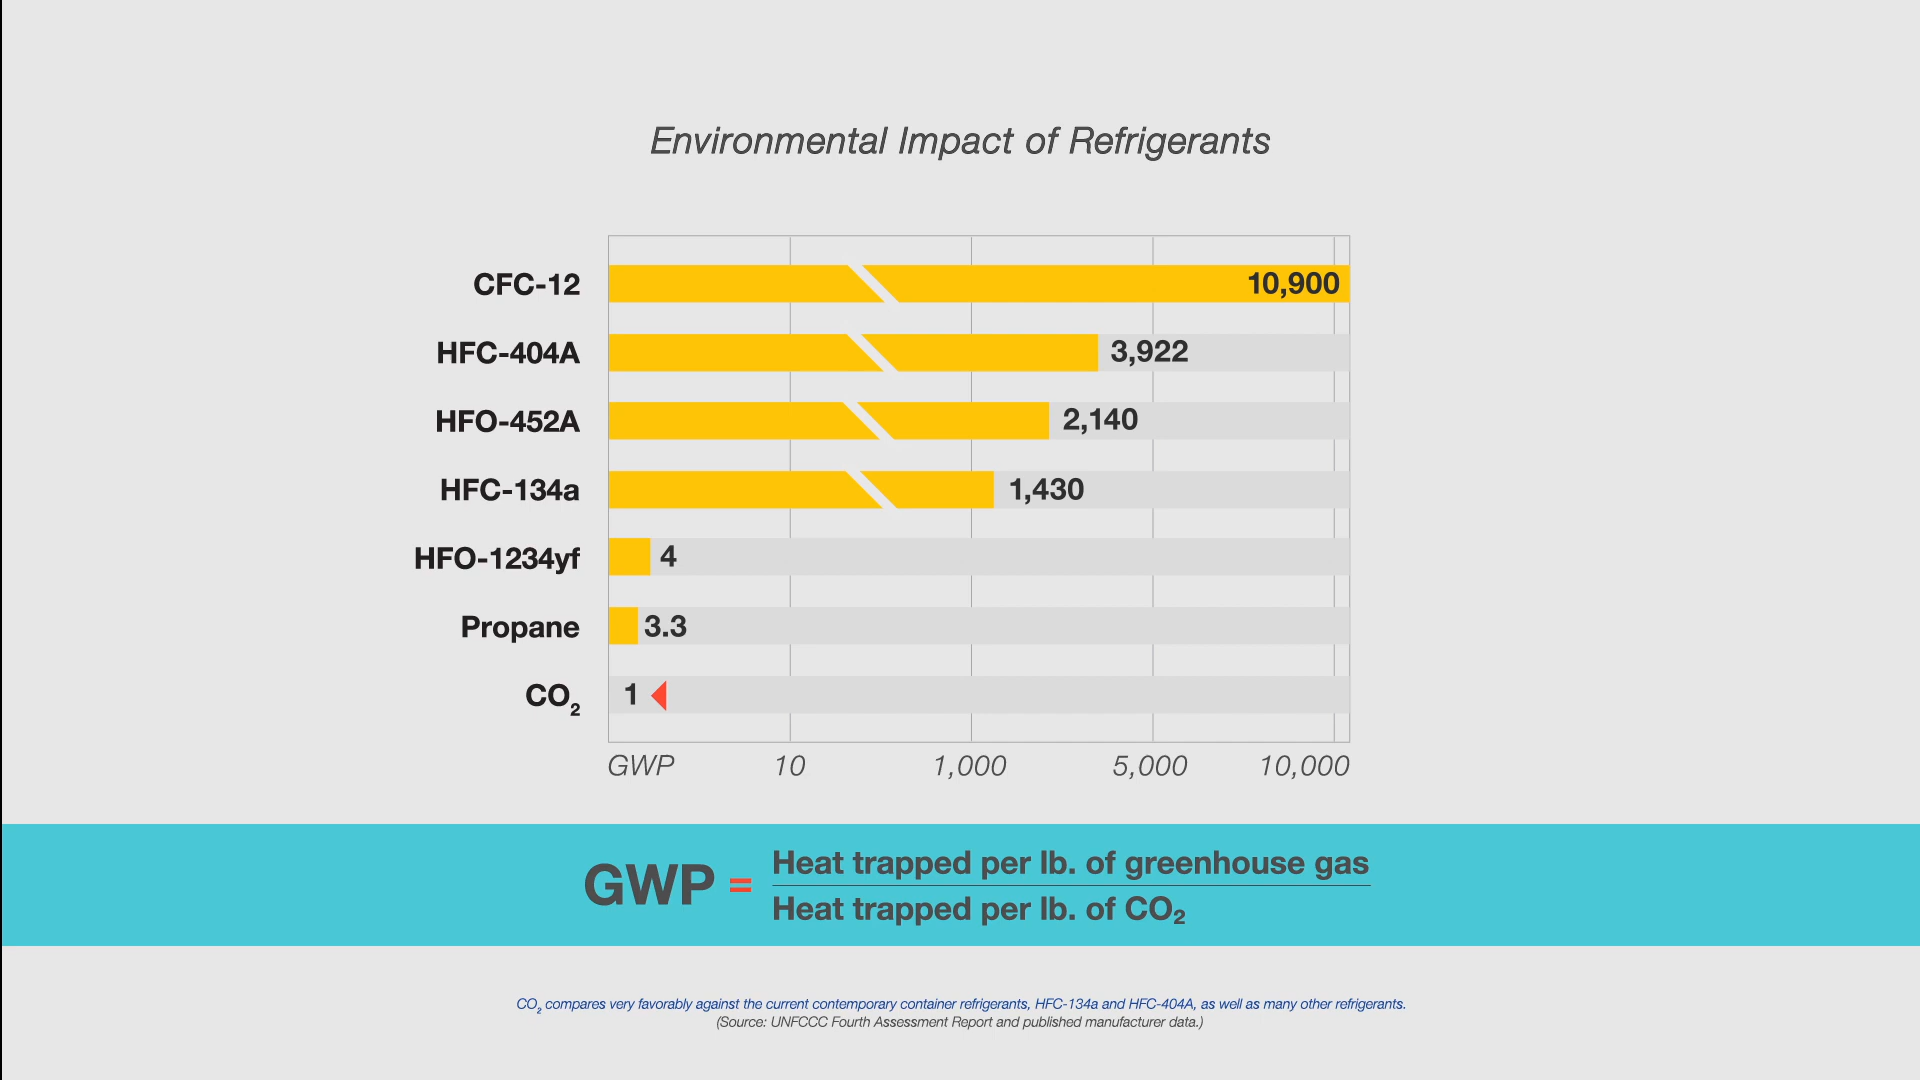 Environmental Impact of Refrigerants
CFC-12 10,900
HFC-404A 3,922
HFO-452A 2,140
HFC-134a 1,430
HFO-1234yf 4
Propane 3.3
CO₂ 1
GWP 10 1,000 5,000 10,000
GWP = Heat trapped per lb. of greenhouse gas
Heat trapped per lb. of CO₂
CO₂ compares very favorably against the current contemporary container refrigerants, HFC-134a and HFC-404A, as well as many other refrigerants.
(Source: UNFCCC Fourth Assessment Report and published manufacturer data.)